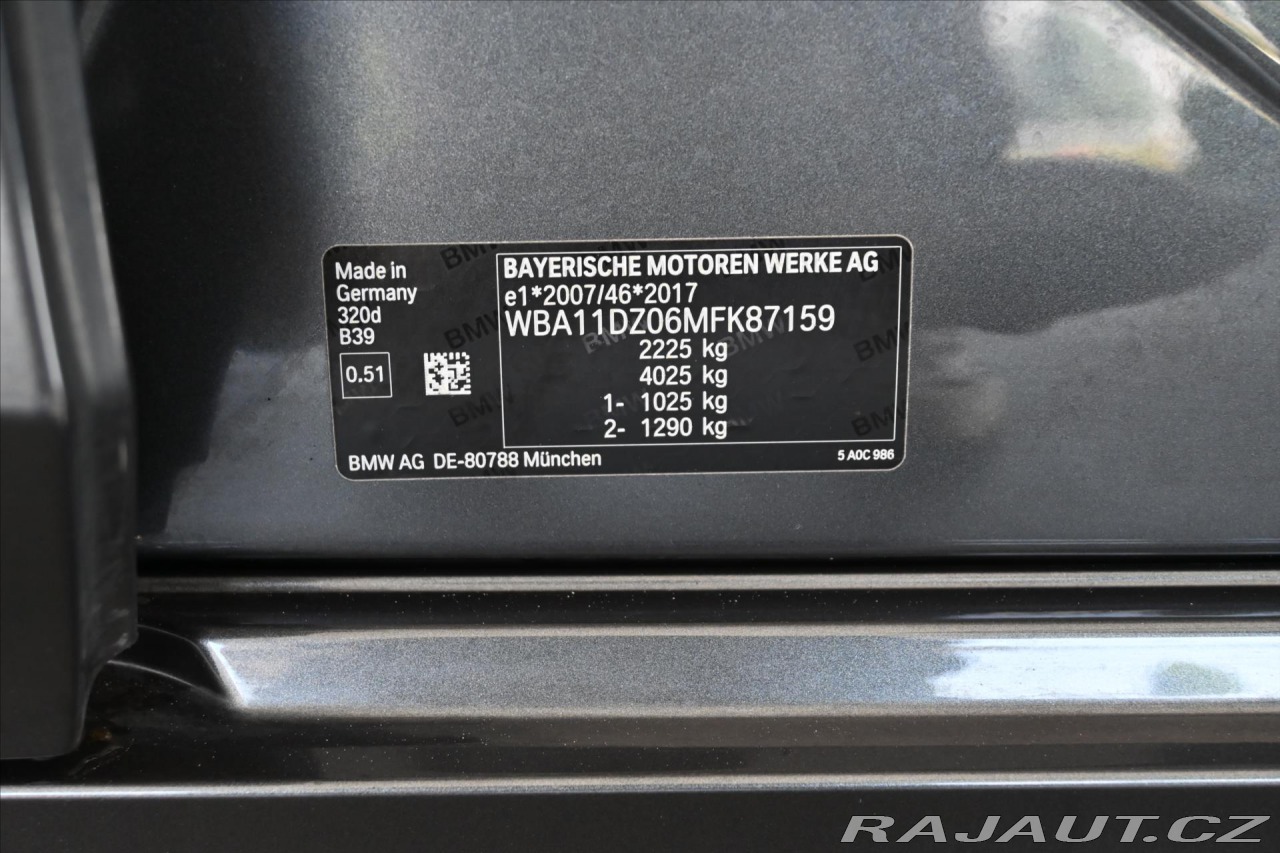 Made in
Germany
320d
B39
0.51
BAYERISCHE MOTOREN WERKE AG
e1*2007/46*2017
WBA11DZ06MFK87159
2225 kg
4025 kg
1- 1025 kg
2- 1290 kg
BMW AG DE-80788 München
5 A0C 986
RAJAUT.CZ